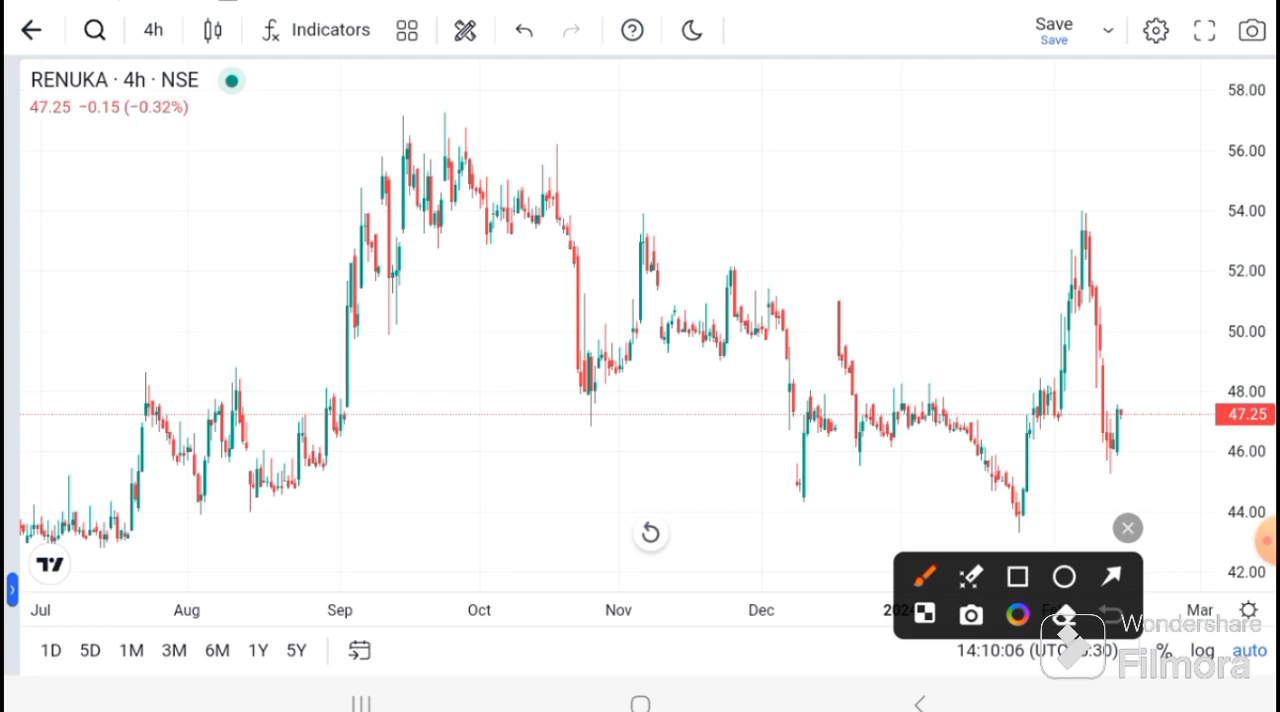 4h
Indicators
Save
Save
RENUKA · 4h · NSE
47.25 −0.15 (−0.32%)
58.00
56.00
54.00
52.00
50.00
48.00
47.25
46.00
44.00
42.00
Jul Aug Sep Oct Nov Dec Mar
1D 5D 1M 3M 6M 1Y 5Y
14:10:06 (UTC % log auto
Wondershare
Filmora